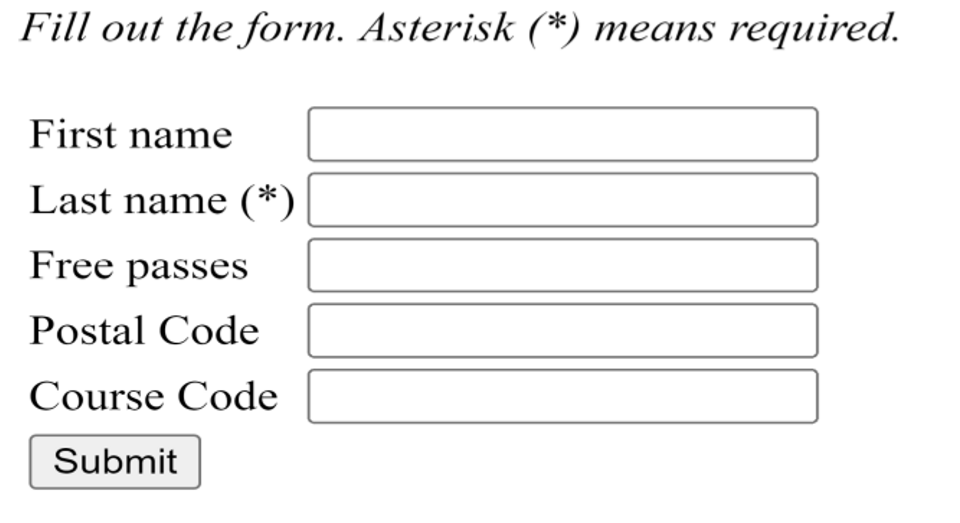 Fill out the form. Asterisk (*) means required.
First name
Last name (*)
Free passes
Postal Code
Course Code
Submit